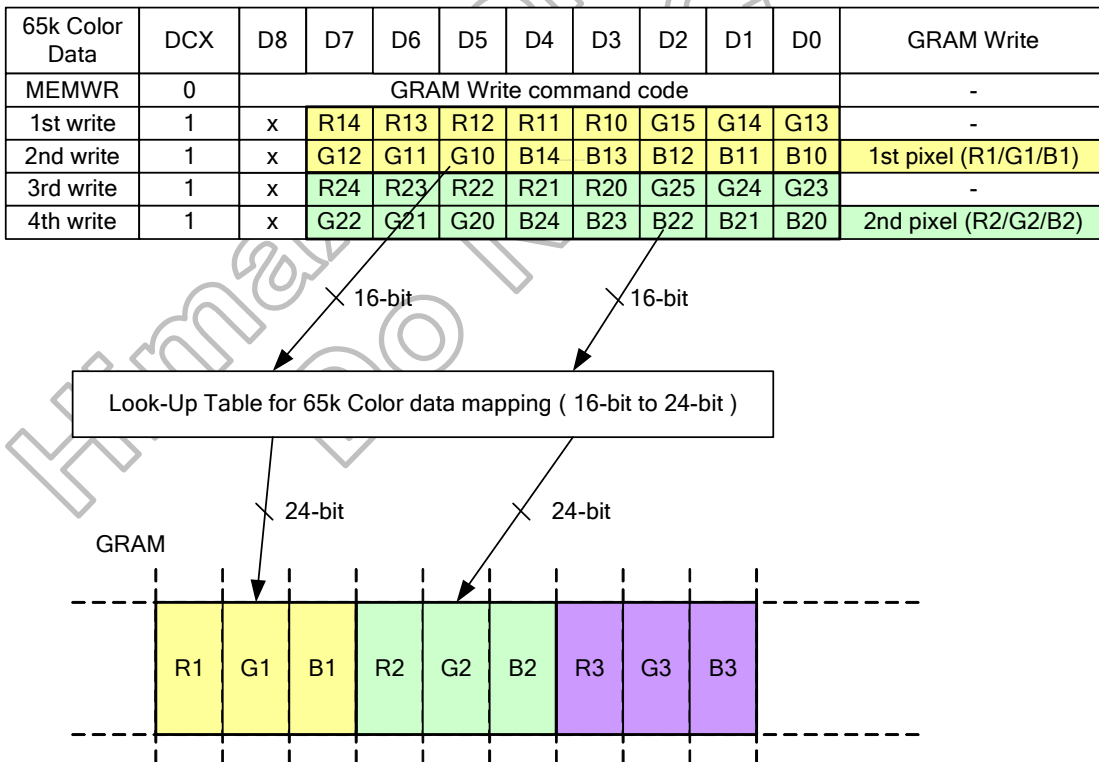 65k Color Data DCX D8 D7 D6 D5 D4 D3 D2 D1 D0 GRAM Write
MEMWR 0 GRAM Write command code -
1st write 1 x R14 R13 R12 R11 R10 G15 G14 G13 -
2nd write 1 x G12 G11 G10 B14 B13 B12 B11 B10 1st pixel (R1/G1/B1)
3rd write 1 x R24 R23 R22 R21 R20 G25 G24 G23 -
4th write 1 x G22 G21 G20 B24 B23 B22 B21 B20 2nd pixel (R2/G2/B2)
16-bit 16-bit
Look-Up Table for 65k Color data mapping ( 16-bit to 24-bit )
24-bit 24-bit
GRAM
R1 G1 B1 R2 G2 B2 R3 G3 B3